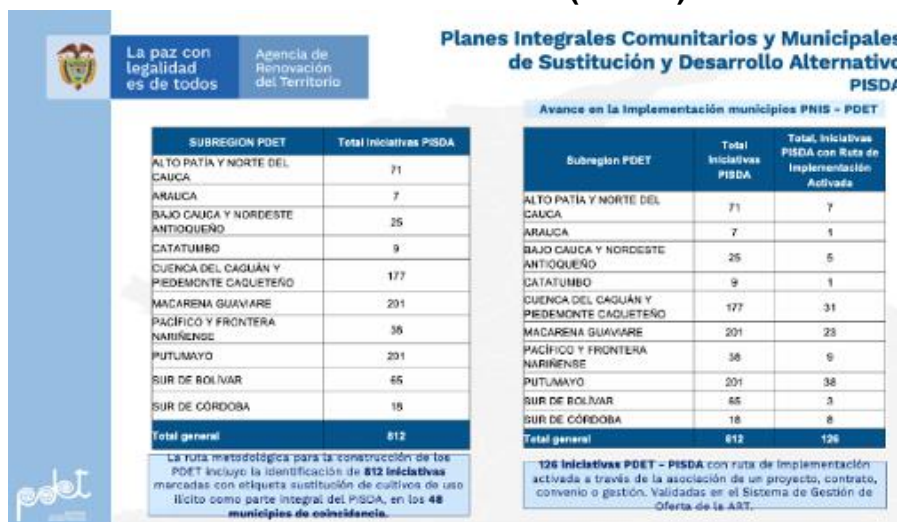 La paz con
legalidad
es de todos
Agencia de
Renovación
del Territorio
Planes Integrales Comunitarios y Municipales
de Sustitución y Desarrollo Alternativo
PISDA
Avance en la Implementación municipios PNIS – PDET
SUBREGION PDET Total Iniciativas PISDA
ALTO PATÍA Y NORTE DEL
CAUCA 71
ARAUCA 7
BAJO CAUCA Y NORDESTE
ANTIOQUEÑO 25
CATATUMBO 9
CUENCA DEL CAGUÁN Y
PIEDEMONTE CAQUETEÑO 177
MACARENA GUAVIARE 201
PACÍFICO Y FRONTERA
NARIÑENSE 38
PUTUMAYO 201
SUR DE BOLÍVAR 65
SUR DE CÓRDOBA 18
Total general 812
La ruta metodológica para la construcción de los
PDET incluyo la identificación de 812 iniciativas
marcadas con etiqueta sustitución de cultivos de uso
ilícito como parte integral del PISDA, en los 48
municipios de coincidencia.
Subregion PDET
Total
Iniciativas
PISDA
Total, Iniciativas
PISDA con Ruta de
Implementación
Activada
ALTO PATÍA Y NORTE DEL
CAUCA 71 7
ARAUCA 7 1
BAJO CAUCA Y NORDESTE
ANTIOQUEÑO 25 5
CATATUMBO 9 1
CUENCA DEL CAGUÁN Y
PIEDEMONTE CAQUETEÑO 177 31
MACARENA GUAVIARE 201 23
PACÍFICO Y FRONTERA
NARIÑENSE 38 9
PUTUMAYO 201 38
SUR DE BOLÍVAR 65 3
SUR DE CÓRDOBA 18 8
Total general 812 126
126 Iniciativas PDET – PISDA con ruta de implementación
activada a través de la asociación de un proyecto, contrato,
convenio o gestión. Validadas en el Sistema de Gestión de
Oferta de la ART.
pdet